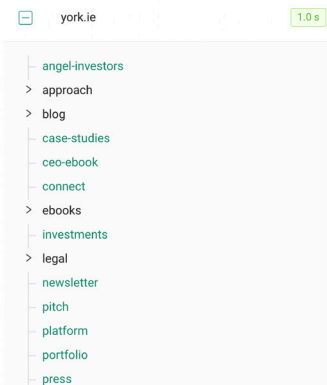 york.ie 1.0 s
angel-investors
approach
blog
case-studies
ceo-ebook
connect
ebooks
investments
legal
newsletter
pitch
platform
portfolio
press